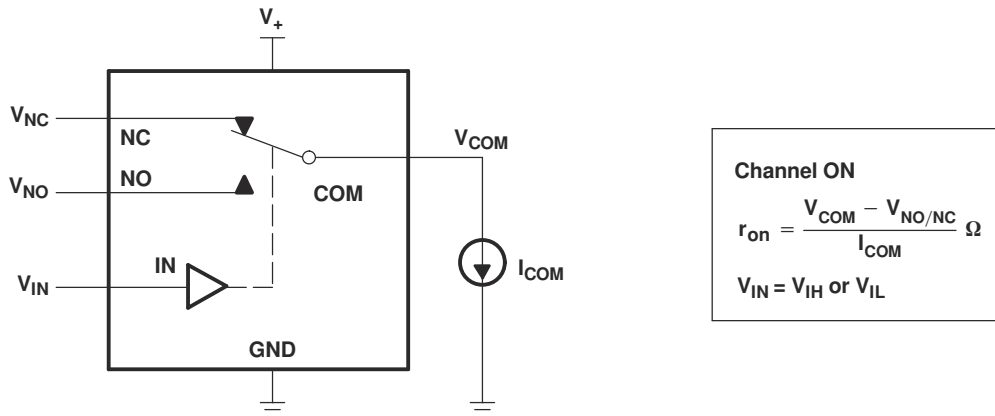 V+
VNC
NC
VCOM
VNO
NO
COM
IN
VIN
ICOM
GND
Channel ON
ron = VCOM − VNO/NC / ICOM Ω
VIN = VIH or VIL